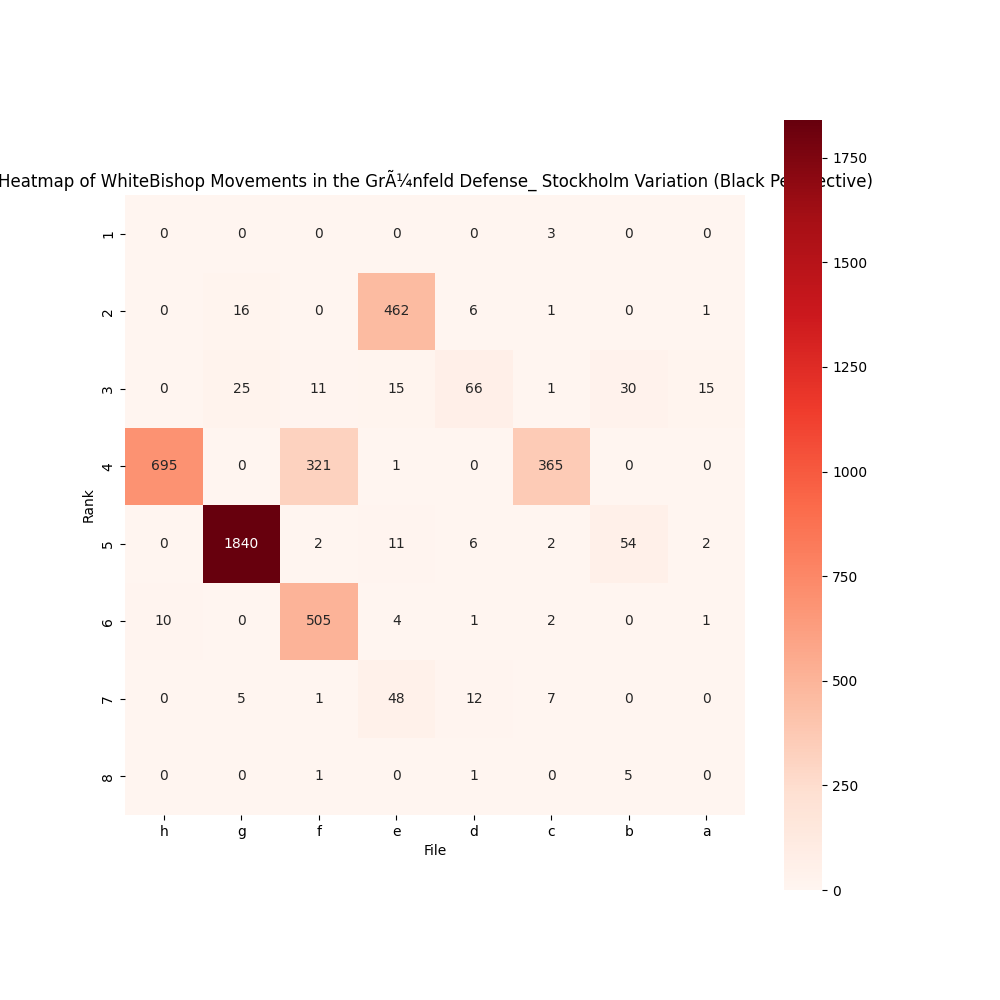 Heatmap of WhiteBishop Movements in the GrÃ¼nfeld Defense_ Stockholm Variation (Black Pe ective)
1 0 0 0 0 0 3 0 0
2 0 16 0 462 6 1 0 1
3 0 25 11 15 66 1 30 15
4 695 0 321 1 0 365 0 0
Rank
5 0 1840 2 11 6 2 54 2
6 10 0 505 4 1 2 0 1
7 0 5 1 48 12 7 0 0
8 0 0 1 0 1 0 5 0
h g f e d c b a
File
1750
1500
1250
1000
750
500
250
0